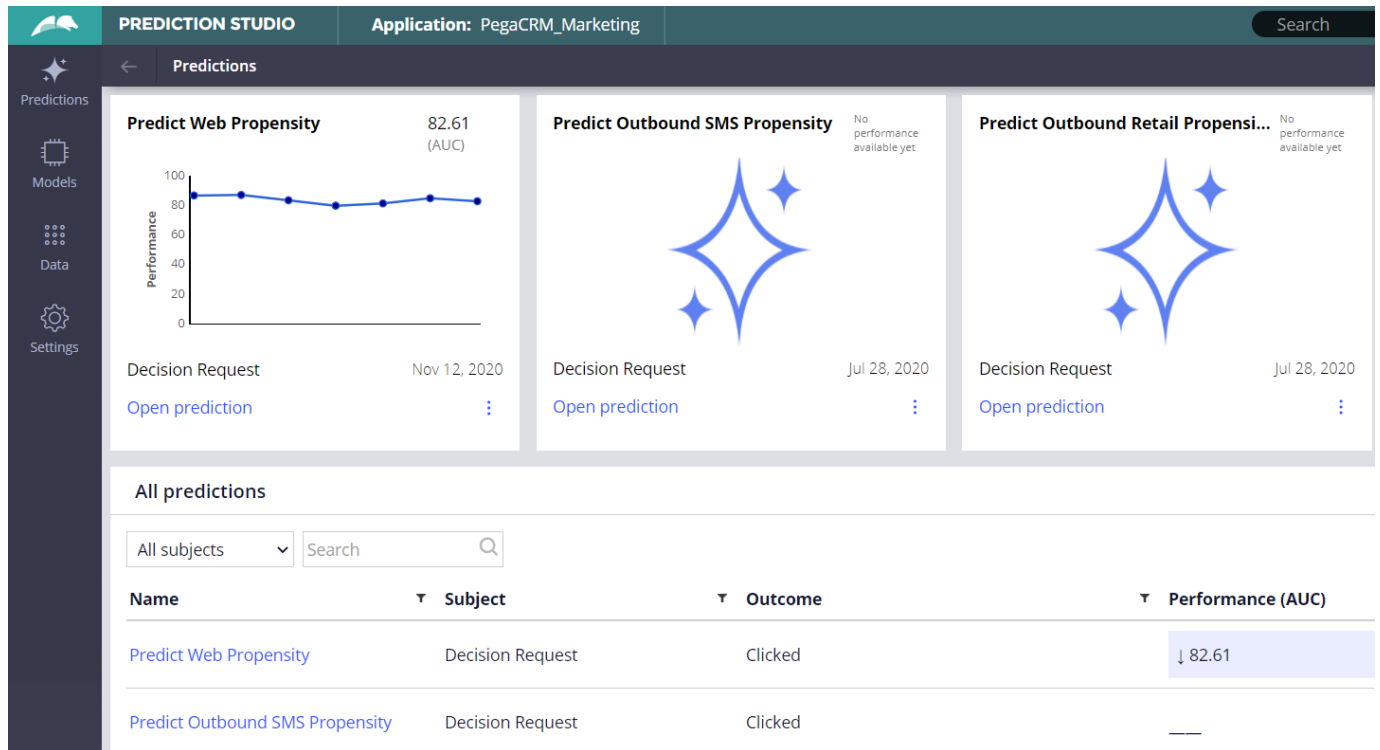 PREDICTION STUDIO
Application: PegaCRM_Marketing
Search
Predictions
Predictions
Models
Data
Settings
Predict Web Propensity
82.61
(AUC)
100
80
60
40
20
0
Performance
Decision Request
Nov 12, 2020
Open prediction
Predict Outbound SMS Propensity
No
performance
available yet
Decision Request
Jul 28, 2020
Open prediction
Predict Outbound Retail Propensi...
No
performance
available yet
Decision Request
Jul 28, 2020
Open prediction
All predictions
All subjects
Search
Name Subject Outcome Performance (AUC)
Predict Web Propensity Decision Request Clicked ↓ 82.61
Predict Outbound SMS Propensity Decision Request Clicked